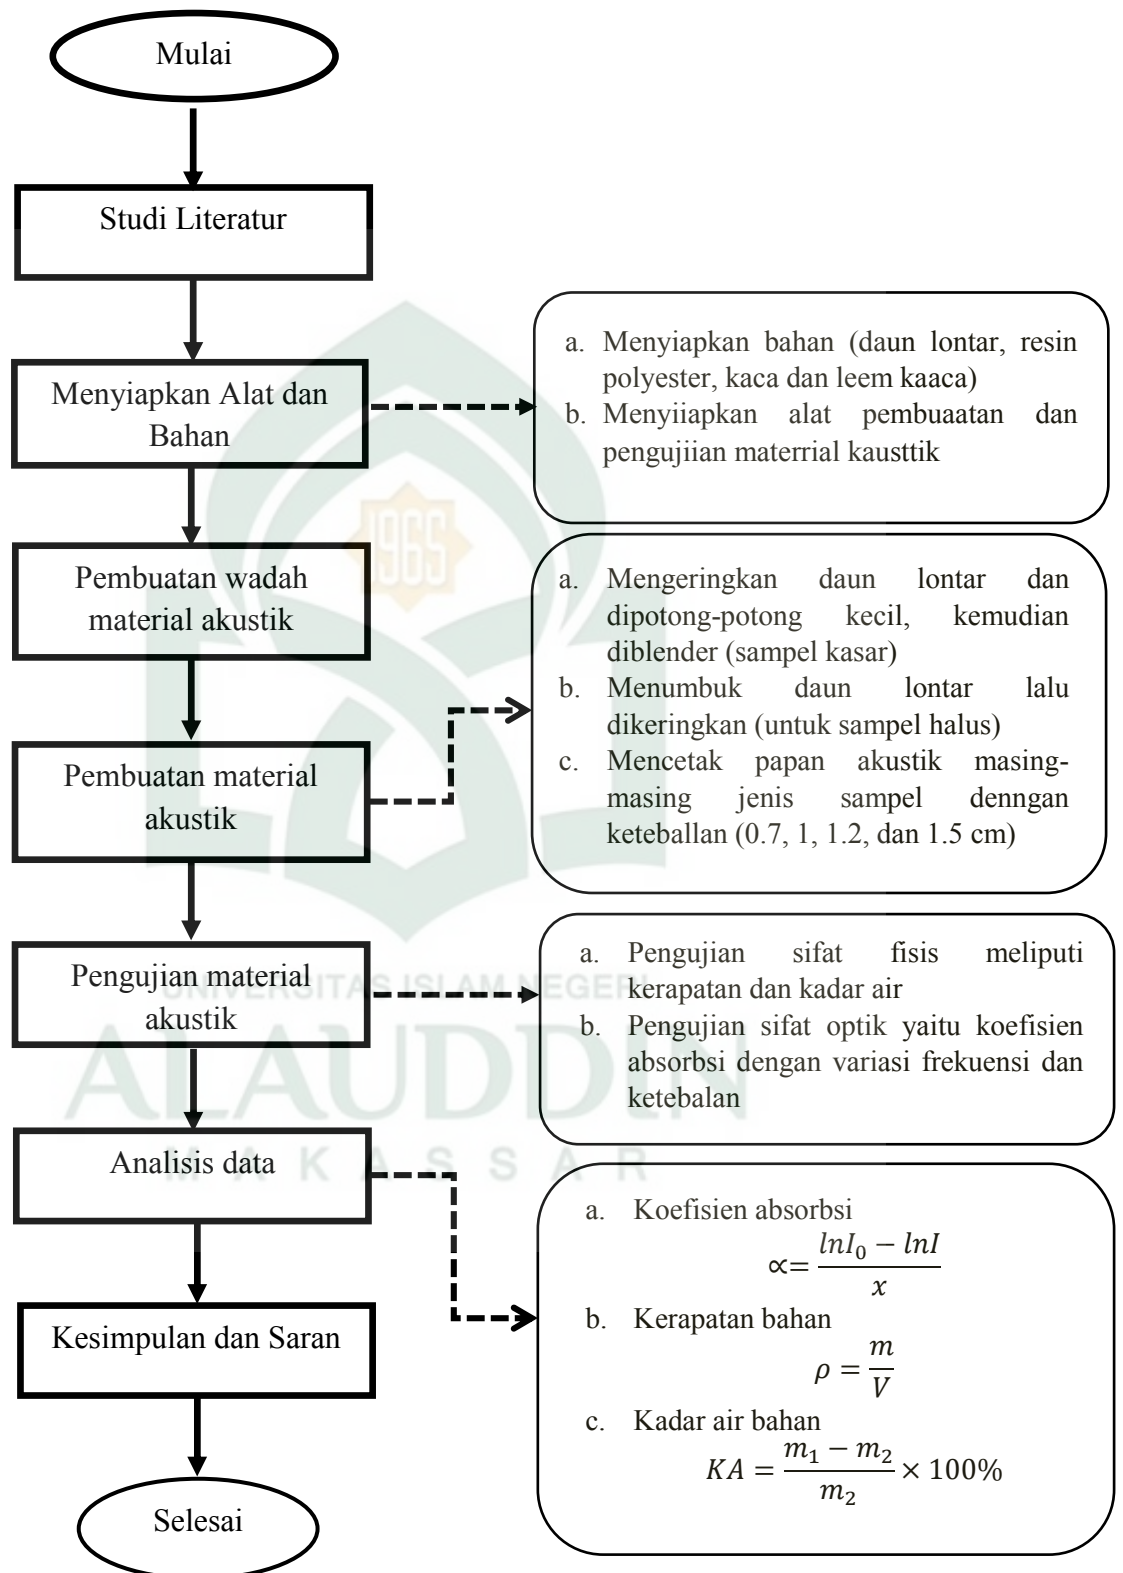 Mulai
Studi Literatur
Menyiapkan Alat dan
Bahan
a. Menyiapkan bahan (daun lontar, resin
polyester, kaca dan leem kaaca)
b. Menyiiapkan alat pembuaatan dan
pengujiian materrial kausttik
Pembuatan wadah
material akustik
a. Mengeringkan daun lontar dan
dipotong-potong kecil, kemudian
diblender (sampel kasar)
b. Menumbuk daun lontar lalu
dikeringkan (untuk sampel halus)
c. Mencetak papan akustik masing-
masing jenis sampel denngan
keteballan (0.7, 1, 1.2, dan 1.5 cm)
Pembuatan material
akustik
Pengujian material
akustik
a. Pengujian sifat fisis meliputi
kerapatan dan kadar air
b. Pengujian sifat optik yaitu koefisien
absorbsi dengan variasi frekuensi dan
ketebalan
Analisis data
a. Koefisien absorbsi
∝= (lnI₀ − lnI) / x
b. Kerapatan bahan
ρ = m / V
c. Kadar air bahan
KA = (m₁ − m₂) / m₂ × 100%
Kesimpulan dan Saran
Selesai
1965
UNIVERSITAS ISLAM NEGERI
ALAUDDIN
MAKASSAR